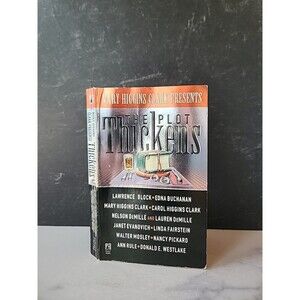 MARY HIGGINS CLARK PRESENTS
THE PLOT
Thickens
LAWRENCE BLOCK • EDNA BUCHANAN
MARY HIGGINS CLARK • CAROL HIGGINS CLARK
NELSON DEMILLE AND LAUREN DEMILLE
JANET EVANOVICH • LINDA FAIRSTEIN
WALTER MOSLEY • NANCY PICKARD
ANN RULE • DONALD E. WESTLAKE
Thickens